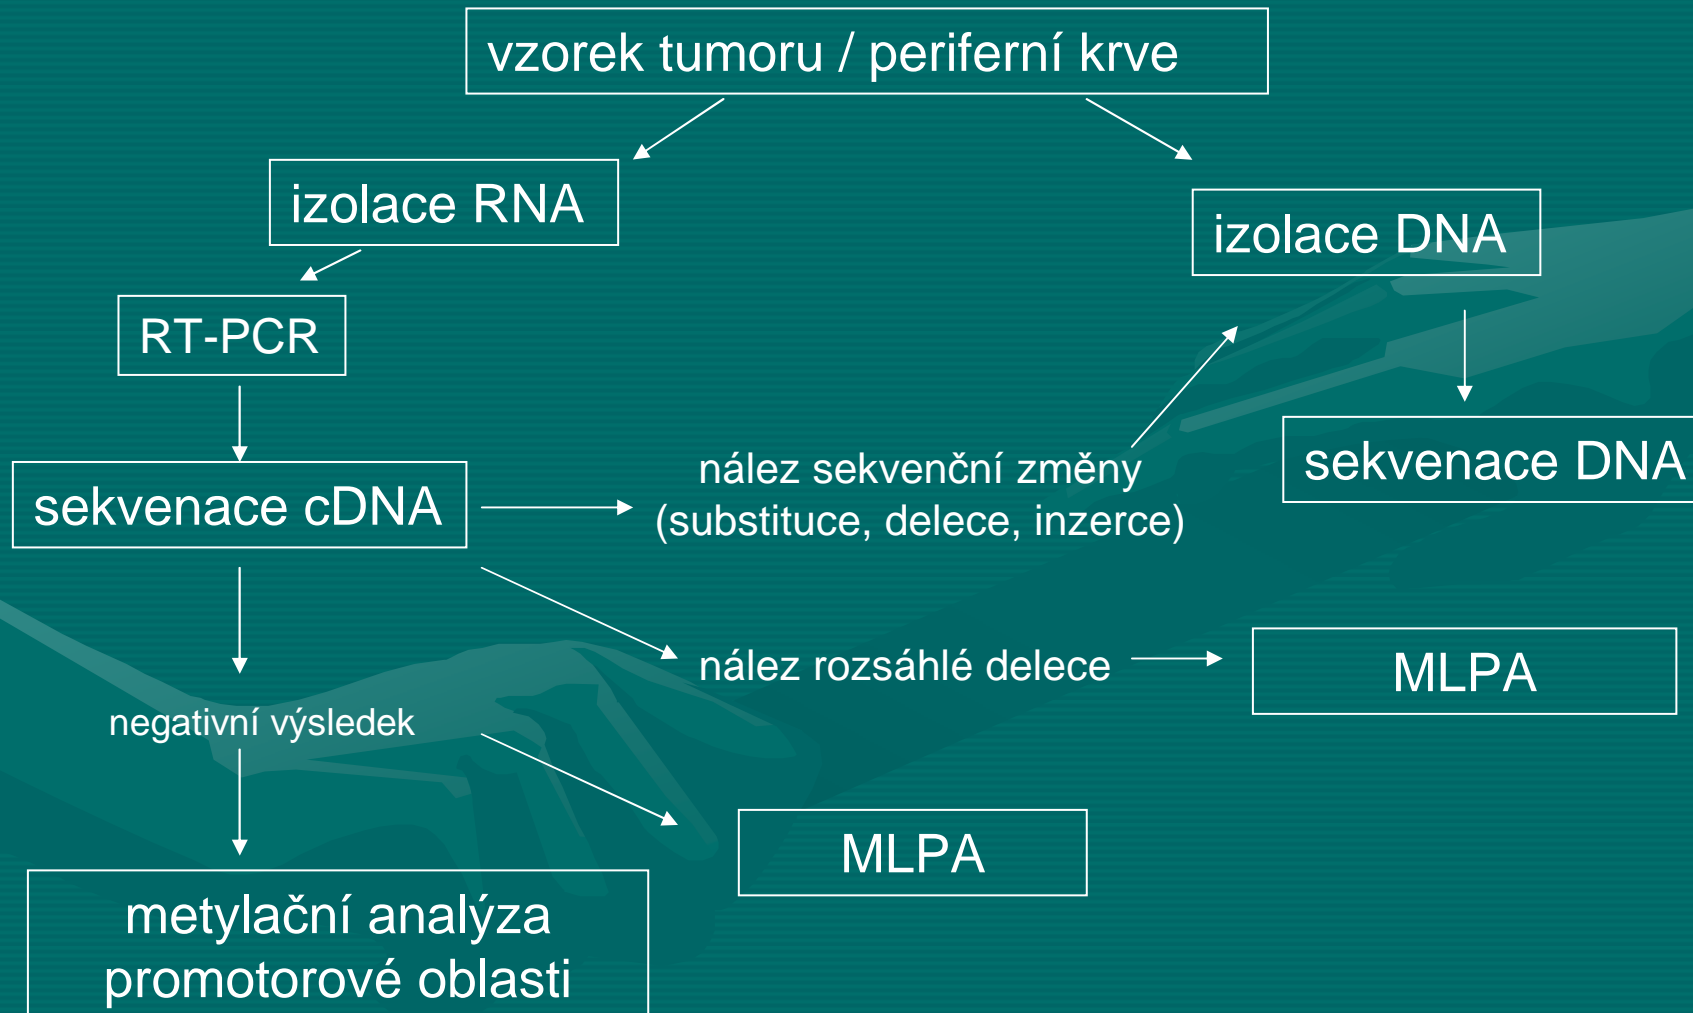 vzorek tumoru / periferní krve
izolace RNA
izolace DNA
RT-PCR
sekvenace cDNA
nález sekvenční změny
(substituce, delece, inzerce)
sekvenace DNA
nález rozsáhlé delece
MLPA
negativní výsledek
MLPA
metylační analýza
promotorové oblasti